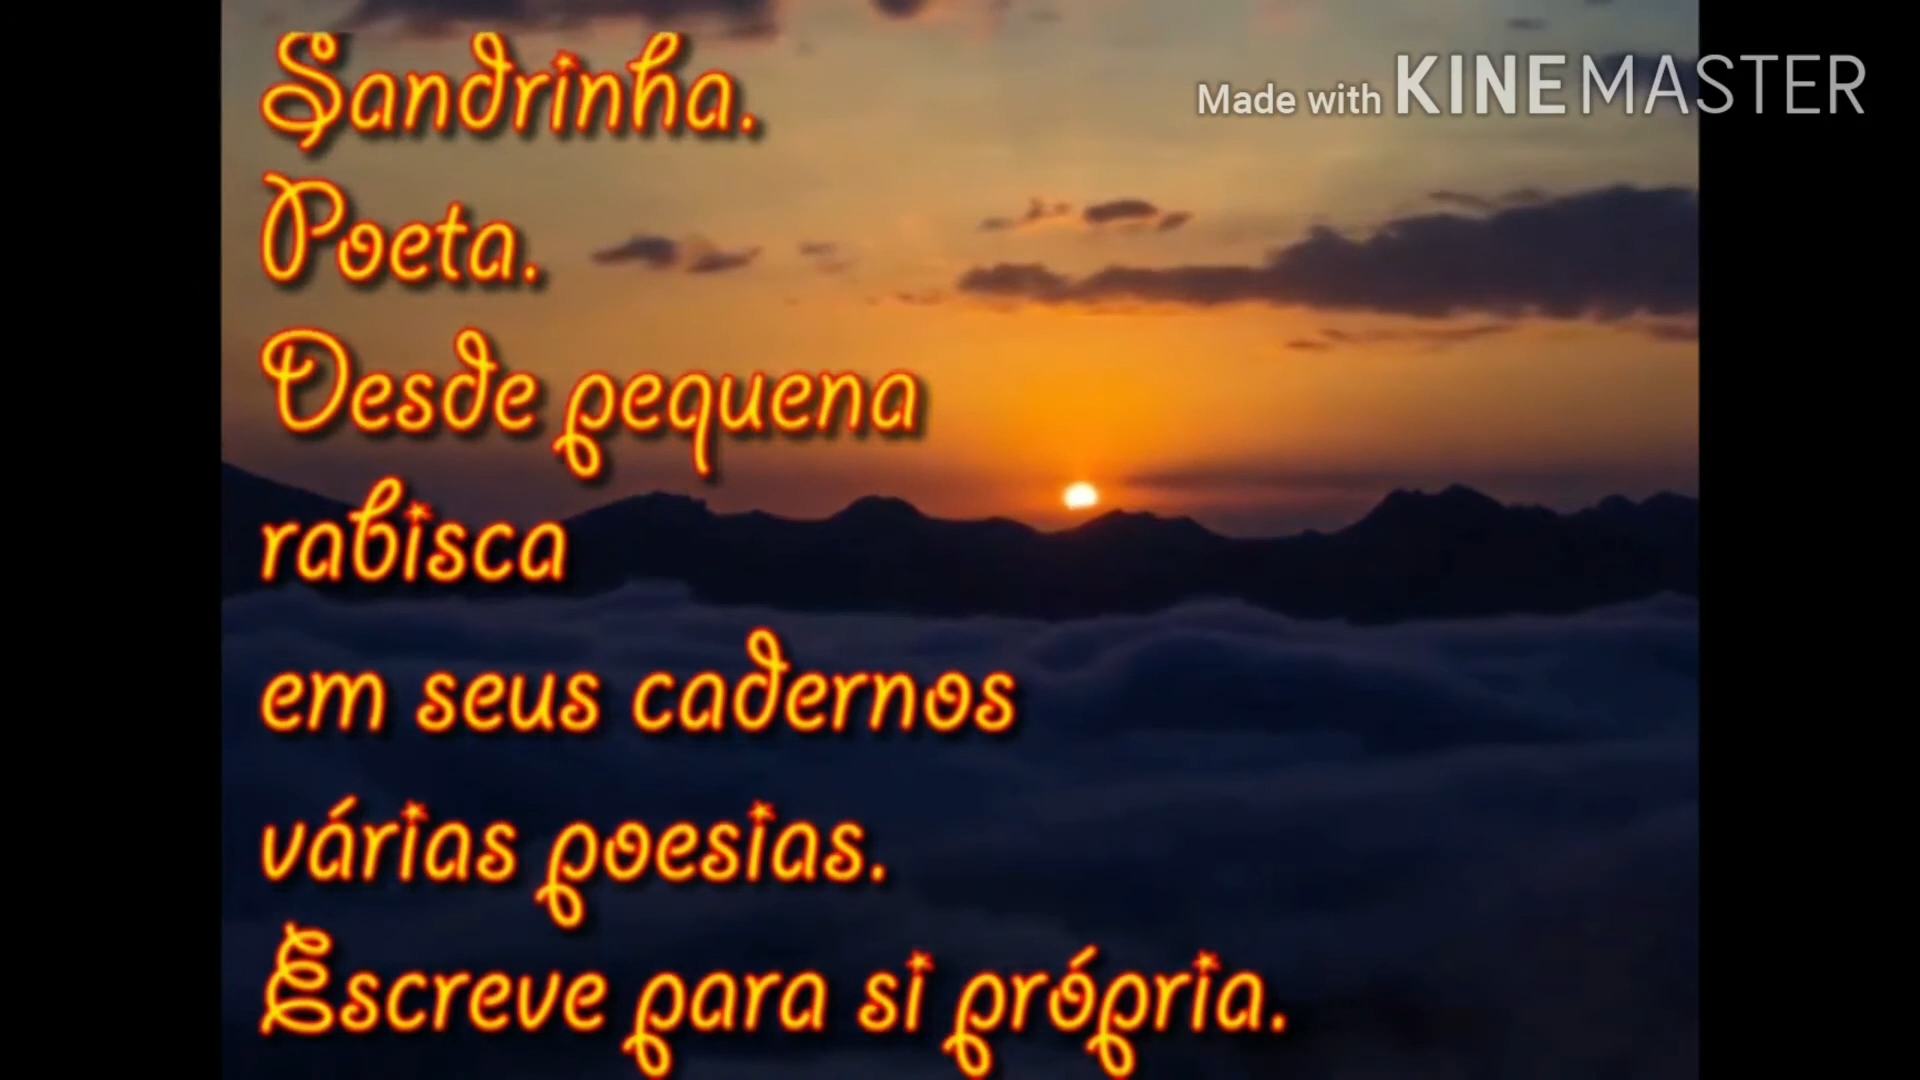 Sandrinha.
Made with KINEMASTER
Poeta.
Desde pequena
rabisca
em seus cadernos
várias poesias.
Escreve para si própria.